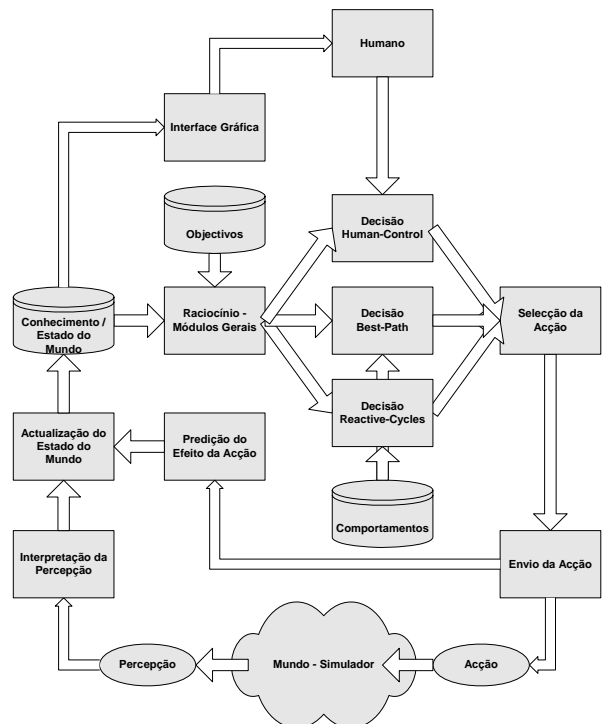 Humano
Interface Gráfica
Objectivos
Decisão
Human-Control
Conhecimento /
Estado do
Mundo
Raciocínio -
Módulos Gerais
Decisão
Best-Path
Selecção da
Acção
Decisão
Reactive-Cycles
Actualização do
Estado do
Mundo
Predição do
Efeito da Acção
Comportamentos
Interpretação da
Percepção
Envio da Acção
Percepção
Mundo - Simulador
Acção